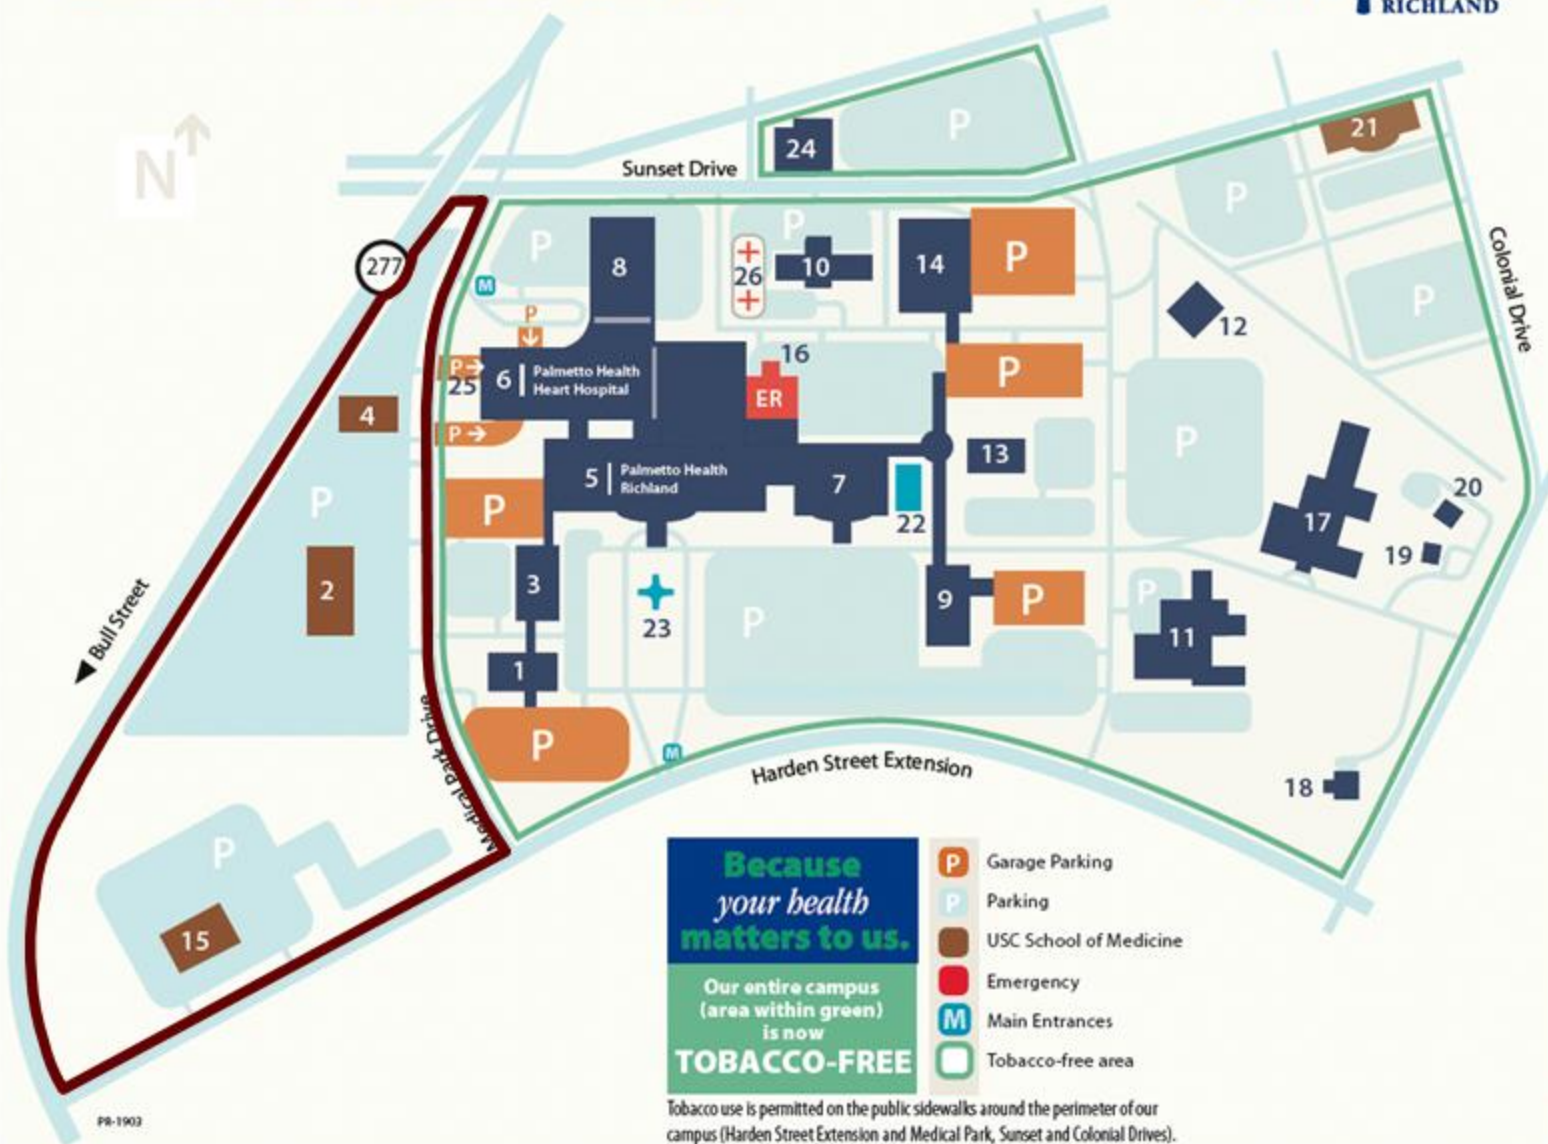 RICHLAND
N
Sunset Drive
24
P
21
P
Colonial Drive
277
P
8
P
26
10
14
P
P
12
M
P
P
25
6
Palmetto Health
Heart Hospital
16
ER
P
4
P
5
Palmetto Health
Richland
7
13
P
22
17
20
19
P
P
2
3
23
P
9
P
P
11
Bull Street
1
Medical Park Drive
P
M
Harden Street Extension
18
P
15
Because
your health
matters to us.
Our entire campus
(area within green)
is now
TOBACCO-FREE
P Garage Parking
P Parking
USC School of Medicine
Emergency
M Main Entrances
Tobacco-free area
Tobacco use is permitted on the public sidewalks around the perimeter of our
campus (Harden Street Extension and Medical Park, Sunset and Colonial Drives).
PR-1903